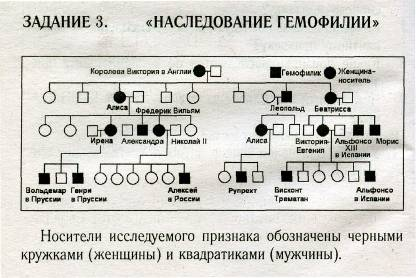 ЗАДАНИЕ 3. «НАСЛЕДОВАНИЕ ГЕМОФИЛИИ»
Королева Виктория в Англии
Гемофилик
Женщина-
носитель
Алиса
Фредерик Вильям
Леопольд
Беатрисса
Ирена
Александра
Николай II
Алиса
Виктория-
Евгения
Альфонсо
XIII
в Испании
Морис
Вольдемар
в Пруссии
Генри
в Пруссии
Алексей
в России
Рупрехт
Висконт
Трематан
Альфонсо
в Испании
Носители исследуемого признака обозначены черными
кружками (женщины) и квадратиками (мужчины).